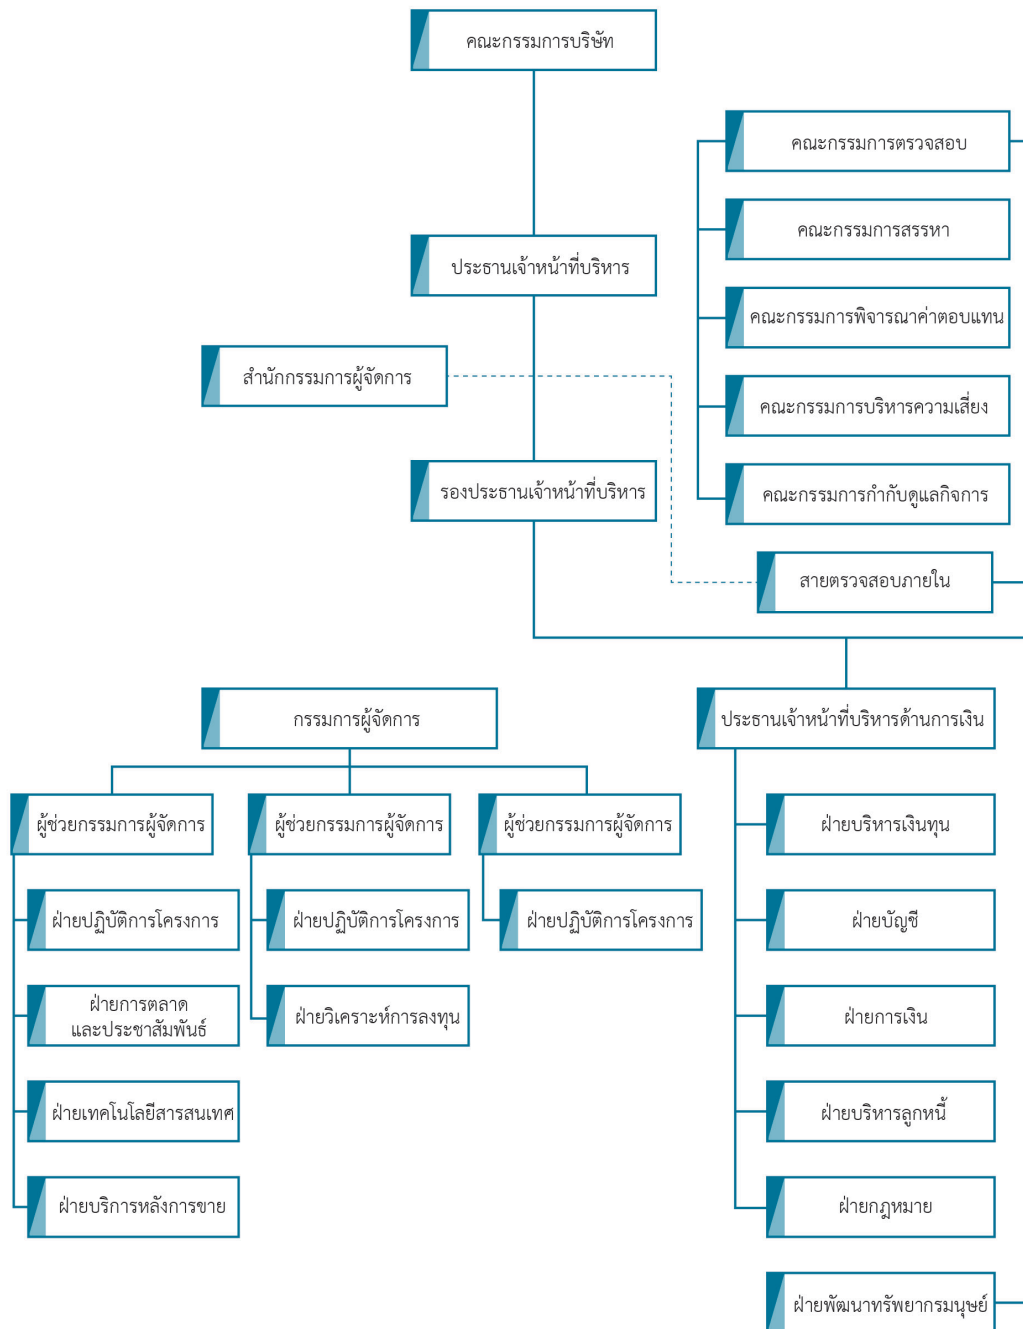 คณะกรรมการบริษัท
คณะกรรมการตรวจสอบ
คณะกรรมการสรรหา
ประธานเจ้าหน้าที่บริหาร
คณะกรรมการพิจารณาค่าตอบแทน
สำนักกรรมการผู้จัดการ
คณะกรรมการบริหารความเสี่ยง
รองประธานเจ้าหน้าที่บริหาร
คณะกรรมการกำกับดูแลกิจการ
สายตรวจสอบภายใน
กรรมการผู้จัดการ
ประธานเจ้าหน้าที่บริหารด้านการเงิน
ผู้ช่วยกรรมการผู้จัดการ
ผู้ช่วยกรรมการผู้จัดการ
ผู้ช่วยกรรมการผู้จัดการ
ฝ่ายบริหารเงินทุน
ฝ่ายปฏิบัติการโครงการ
ฝ่ายปฏิบัติการโครงการ
ฝ่ายปฏิบัติการโครงการ
ฝ่ายบัญชี
ฝ่ายการตลาด
และประชาสัมพันธ์
ฝ่ายวิเคราะห์การลงทุน
ฝ่ายการเงิน
ฝ่ายเทคโนโลยีสารสนเทศ
ฝ่ายบริหารลูกหนี้
ฝ่ายบริการหลังการขาย
ฝ่ายกฎหมาย
ฝ่ายพัฒนาทรัพยากรมนุษย์